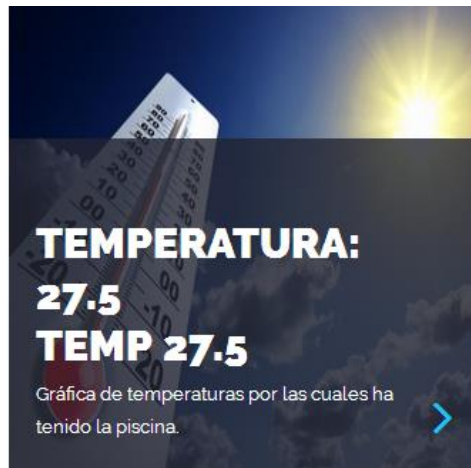 TEMPERATURA:
27.5
TEMP 27.5
Gráfica de temperaturas por las cuales ha
tenido la piscina.